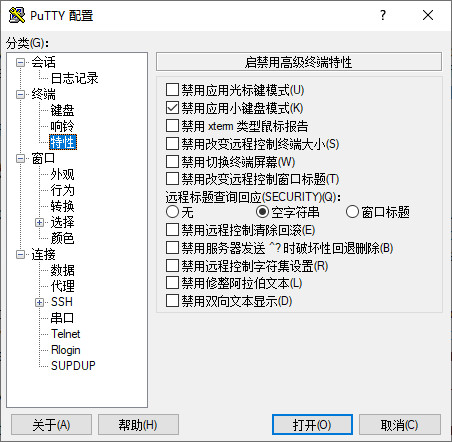 PuTTY 配置
分类(G):
会话
日志记录
终端
键盘
响铃
特性
窗口
外观
行为
转换
选择
颜色
连接
数据
代理
SSH
串口
Telnet
Rlogin
SUPDUP
启禁用高级终端特性
禁用应用光标键模式(U)
禁用应用小键盘模式(K)
禁用 xterm 类型鼠标报告
禁用改变远程控制终端大小(S)
禁用切换终端屏幕(W)
禁用改变远程控制窗口标题(T)
远程标题查询回应(SECURITY)(Q):
无 空字符串 窗口标题
禁用远程控制清除回滚(E)
禁用服务器发送 ^? 时破坏性回退删除(B)
禁用远程控制字符集设置(R)
禁用修整阿拉伯文本(L)
禁用双向文本显示(D)
关于(A) 帮助(H) 打开(O) 取消(C)